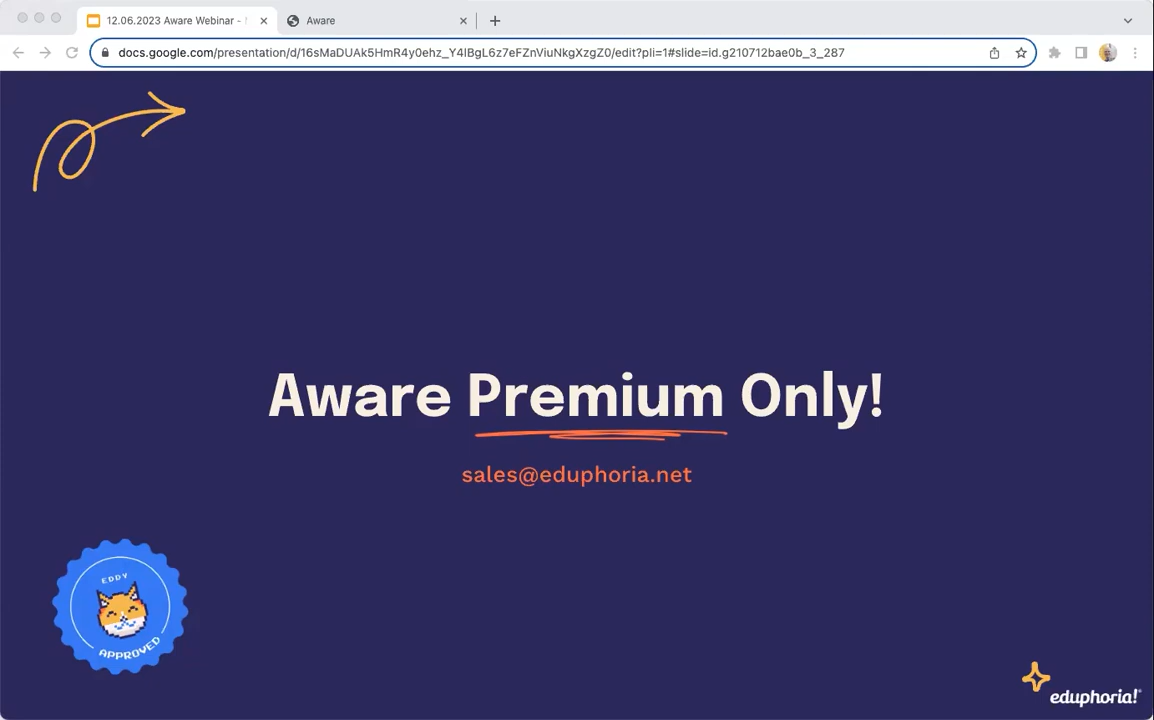 12.06.2023 Aware Webinar -
Aware
docs.google.com/presentation/d/16sMaDUAk5HmR4y0ehz_Y4lBgL6z7eFZnViuNkgXzgZ0/edit?pli=1#slide=id.g210712bae0b_3_287
Aware Premium Only!
sales@eduphoria.net
EDDY
APPROVED
eduphoria!